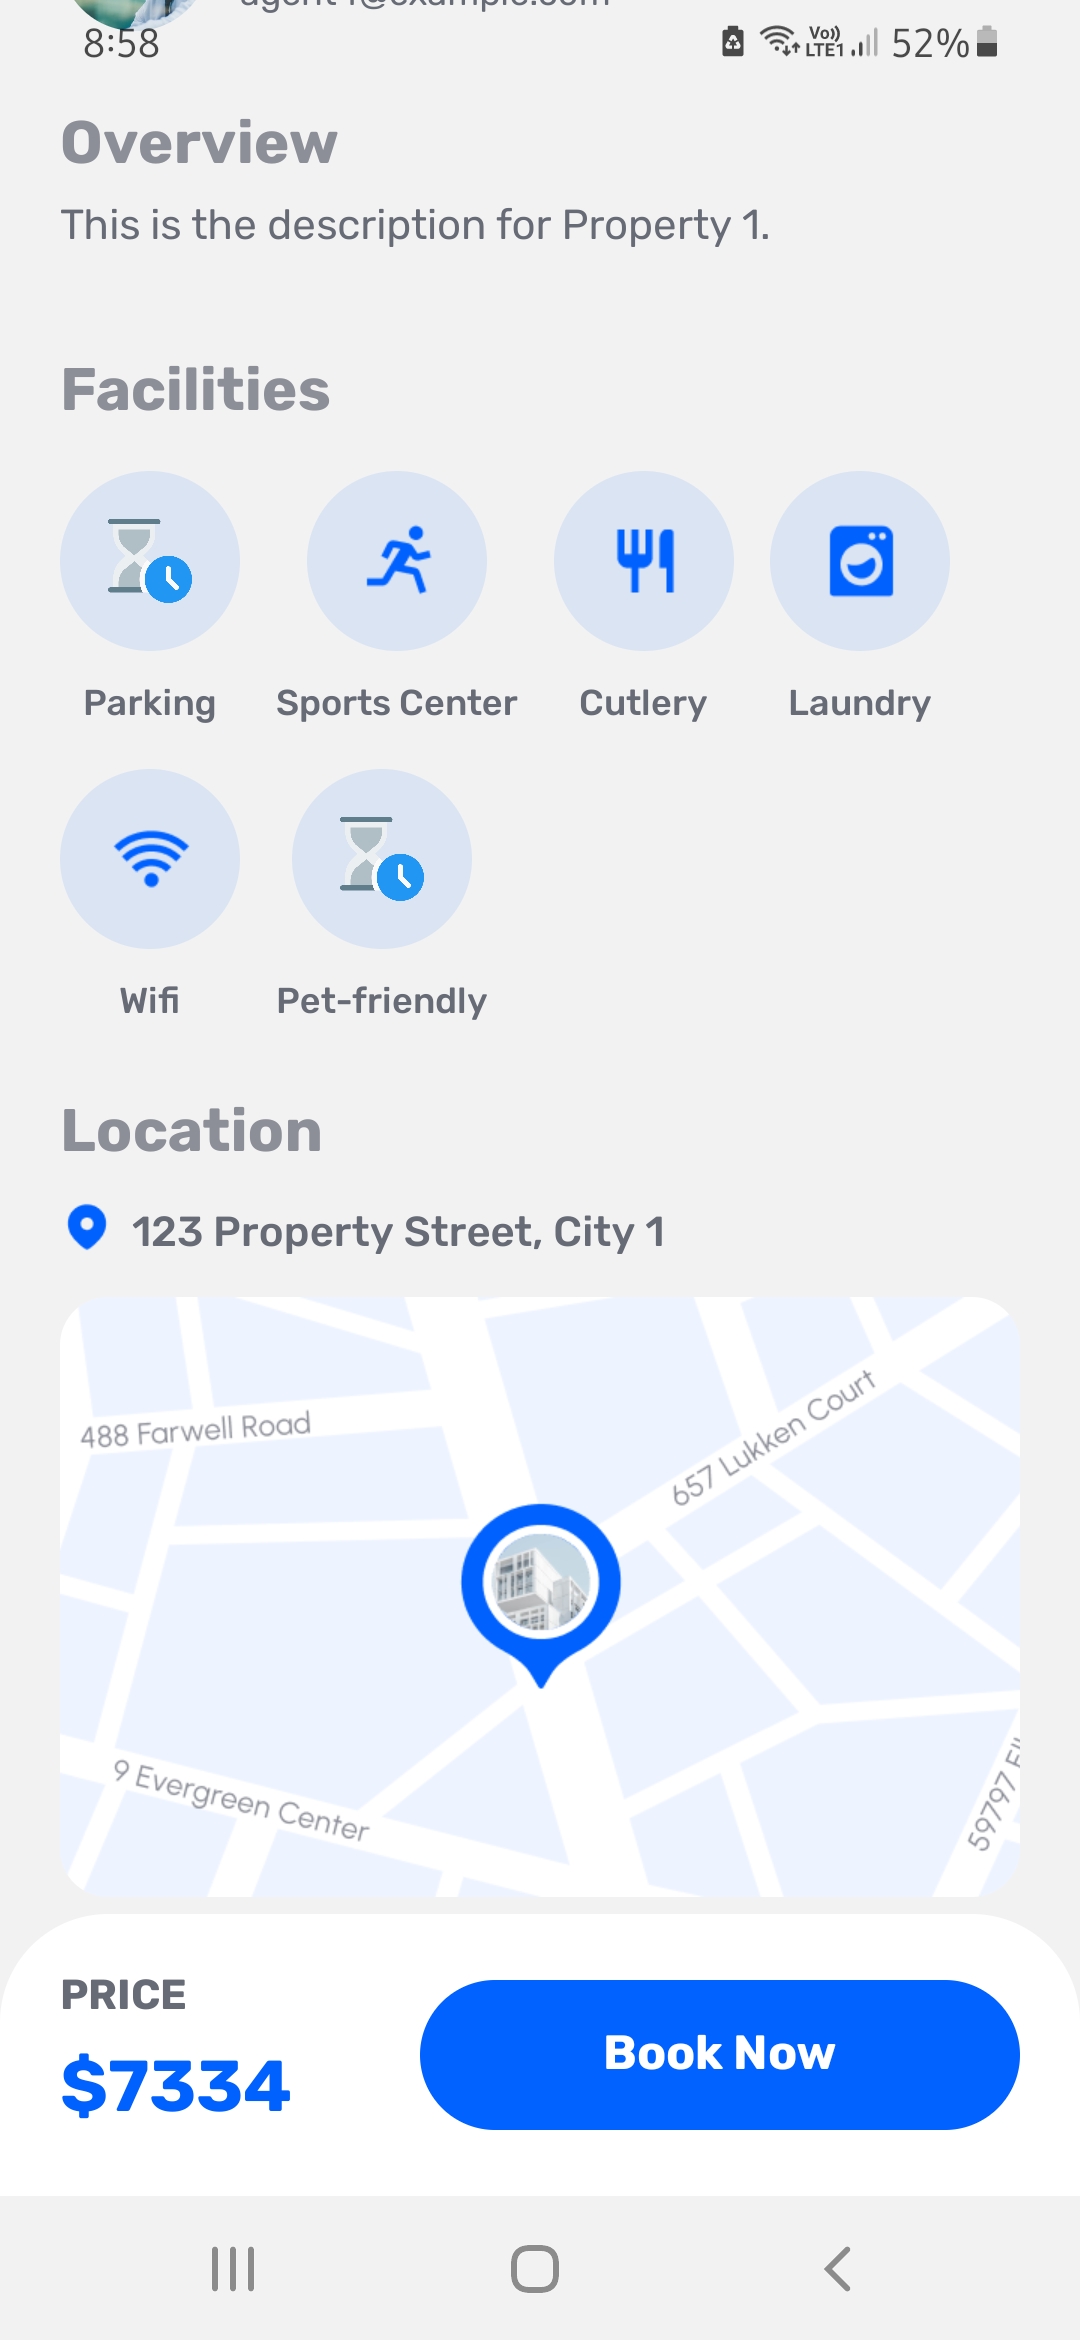 8:58
Vo))
LTE1
52%
Overview
This is the description for Property 1.
Facilities
Parking
Sports Center
Cutlery
Laundry
Wifi
Pet-friendly
Location
123 Property Street, City 1
488 Farwell Road
657 Lukken Court
9 Evergreen Center
59797
PRICE
$7334
Book Now